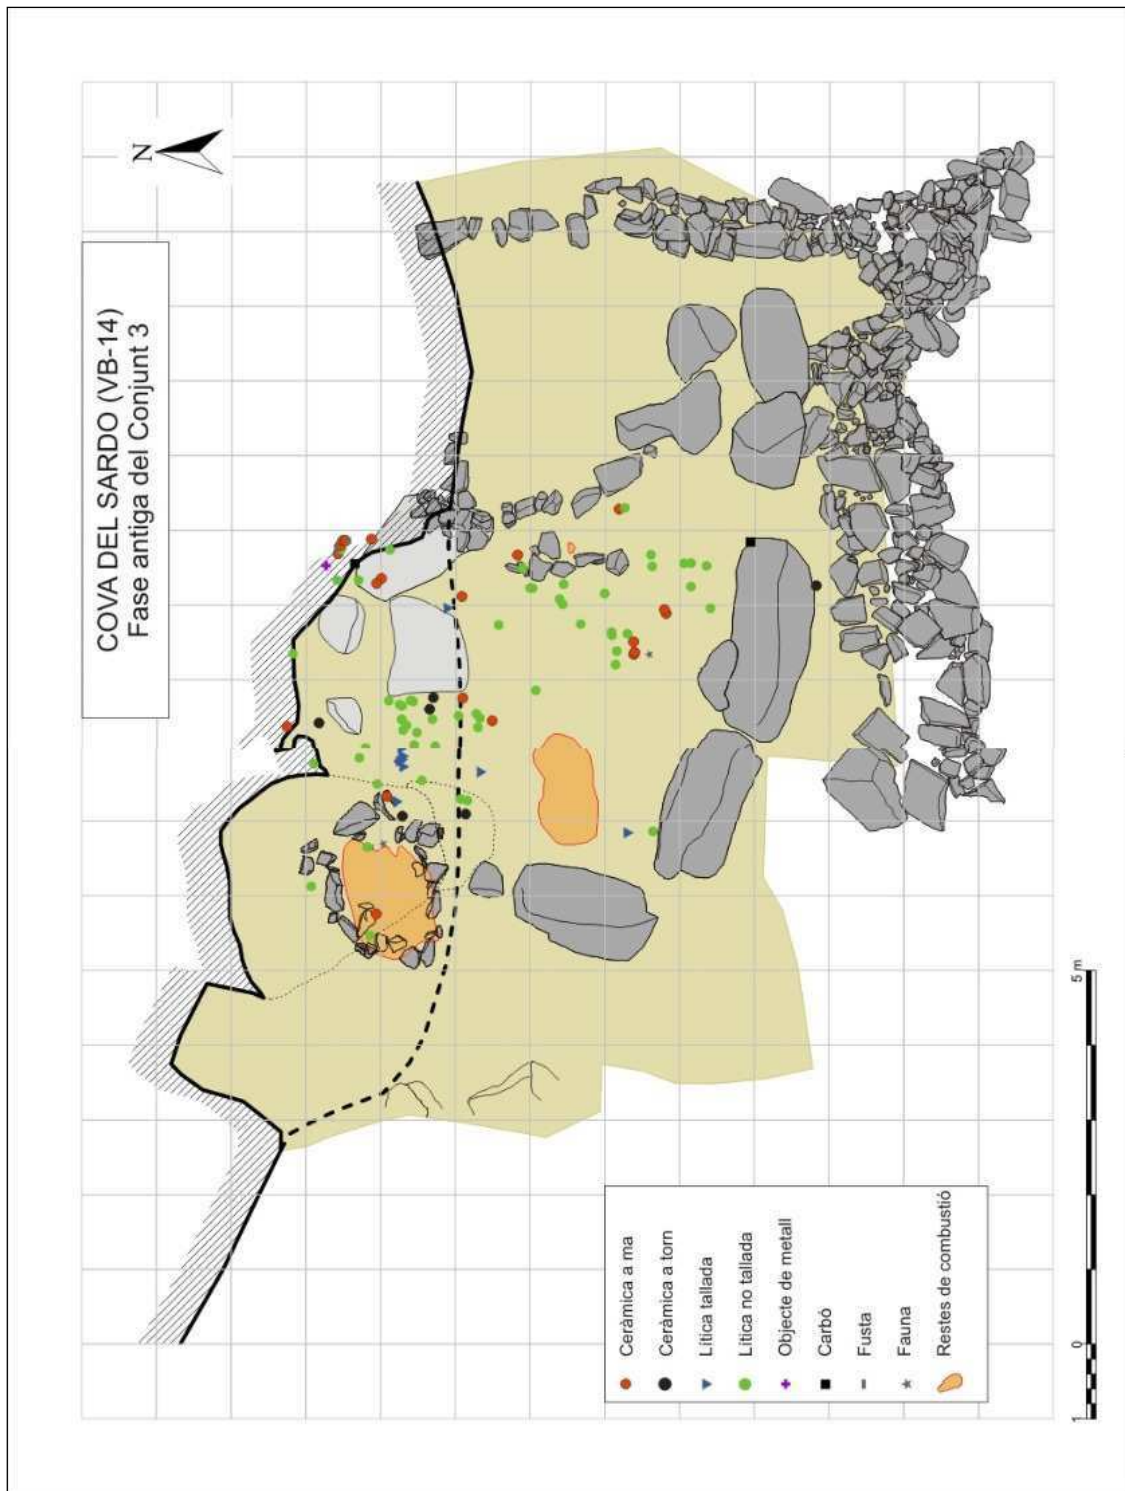 COVA DEL SARDO (VB-14)
Fase antiga del Conjunt 3
N
Ceràmica a ma
Ceràmica a torn
Lítica tallada
Lítica no tallada
Objecte de metall
Carbó
Fusta
Fauna
Restes de combustió
1 0 5 m